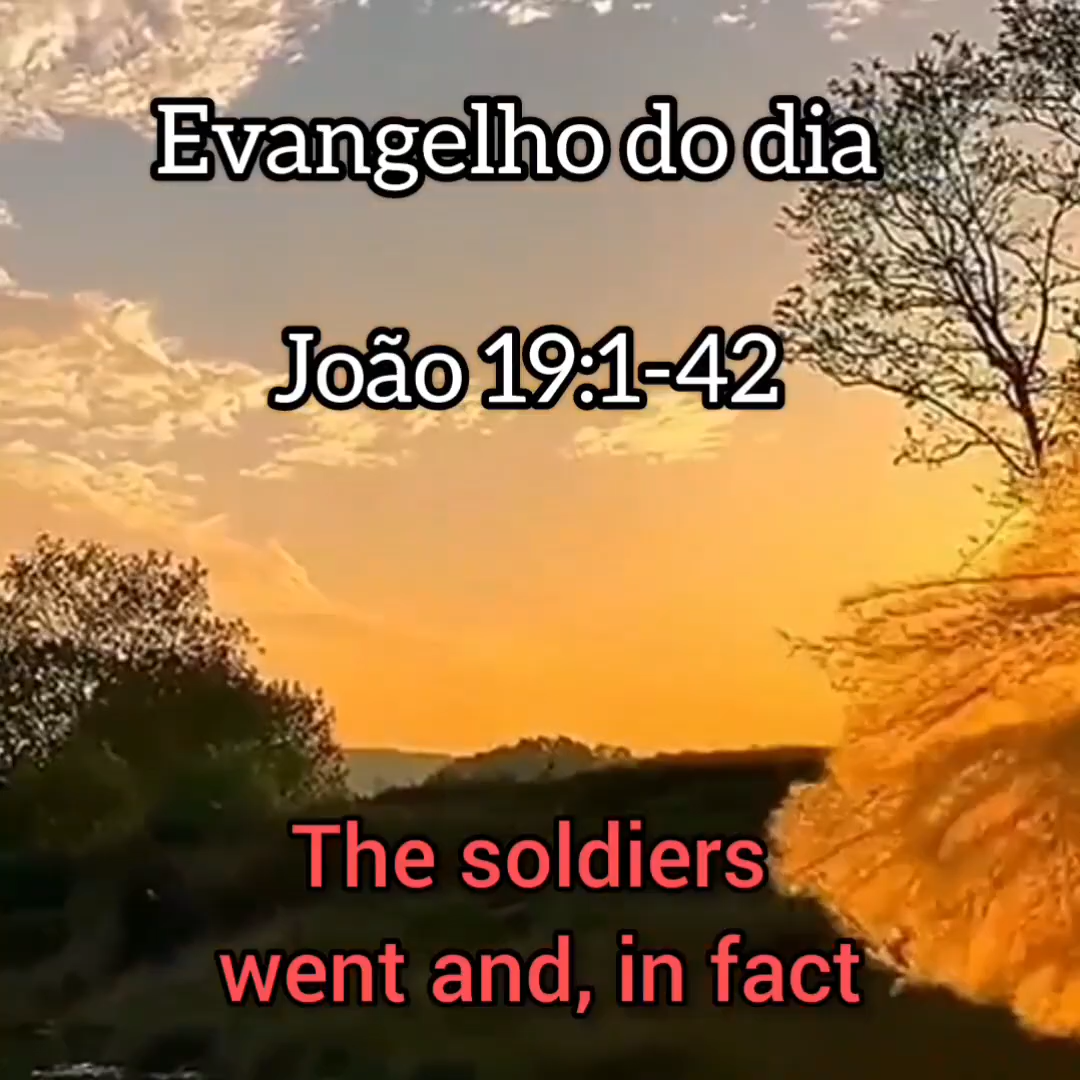 Evangelho do dia
João 19:1-42
The soldiers
went and, in fact